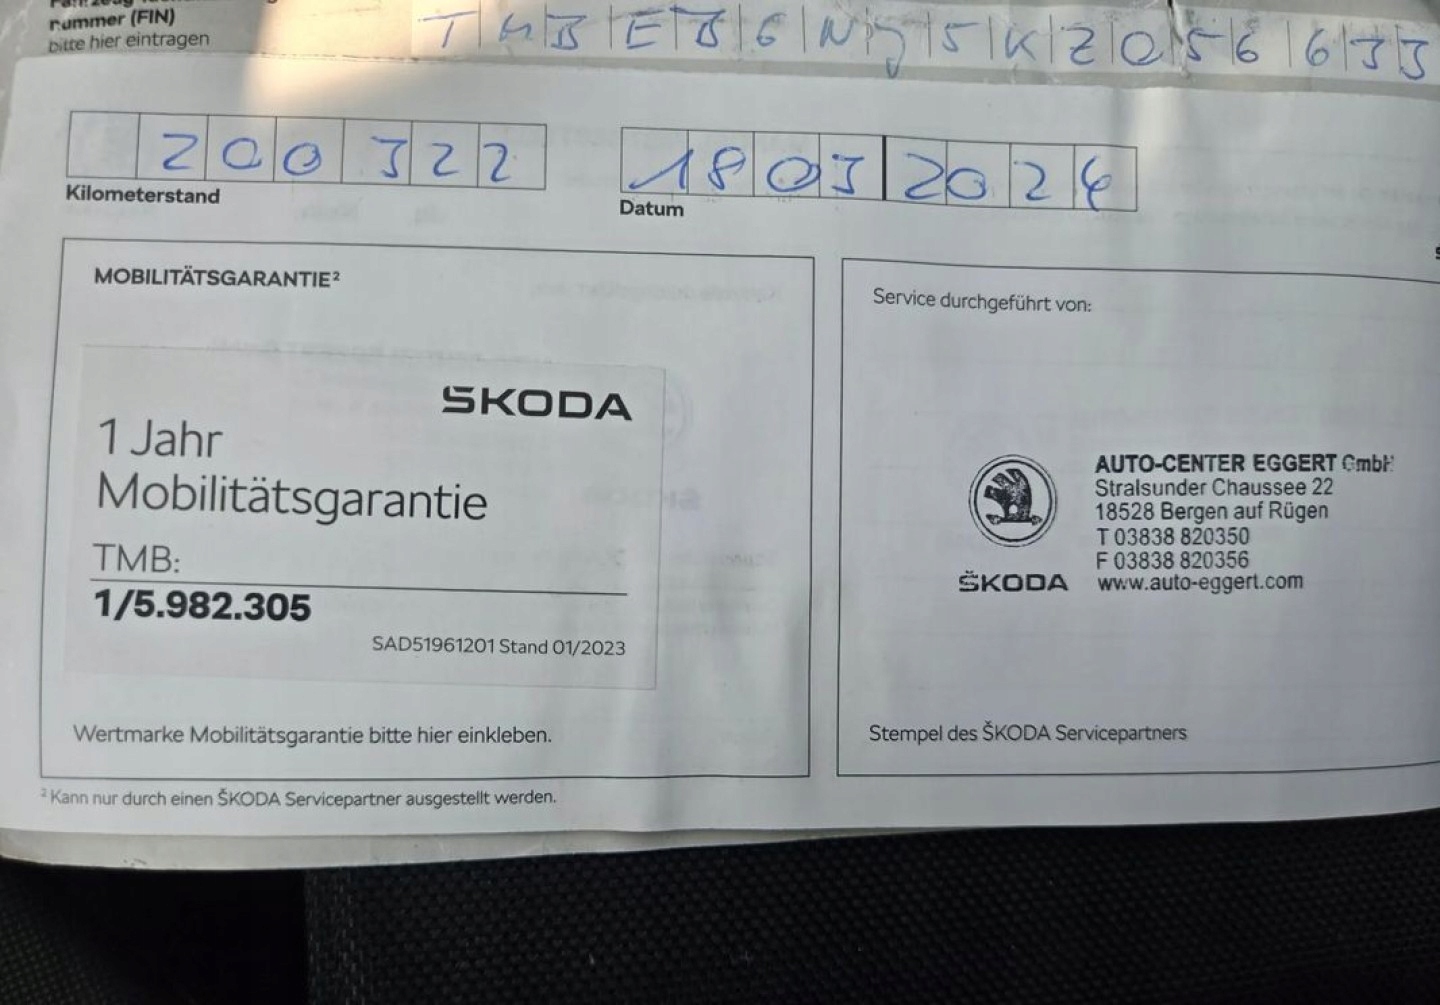 nummer (FIN)
bitte hier eintragen
TMBEB6NJ5KZ056633
200322
Kilometerstand
18032024
Datum
MOBILITÄTSGARANTIE²
ŠKODA
1 Jahr
Mobilitätsgarantie
TMB:
1/5.982.305
SAD51961201 Stand 01/2023
Wertmarke Mobilitätsgarantie bitte hier einkleben.
² Kann nur durch einen ŠKODA Servicepartner ausgestellt werden.
Service durchgeführt von:
AUTO-CENTER EGGERT GmbH
Stralsunder Chaussee 22
18528 Bergen auf Rügen
T 03838 820350
F 03838 820356
www.auto-eggert.com
ŠKODA
Stempel des ŠKODA Servicepartners